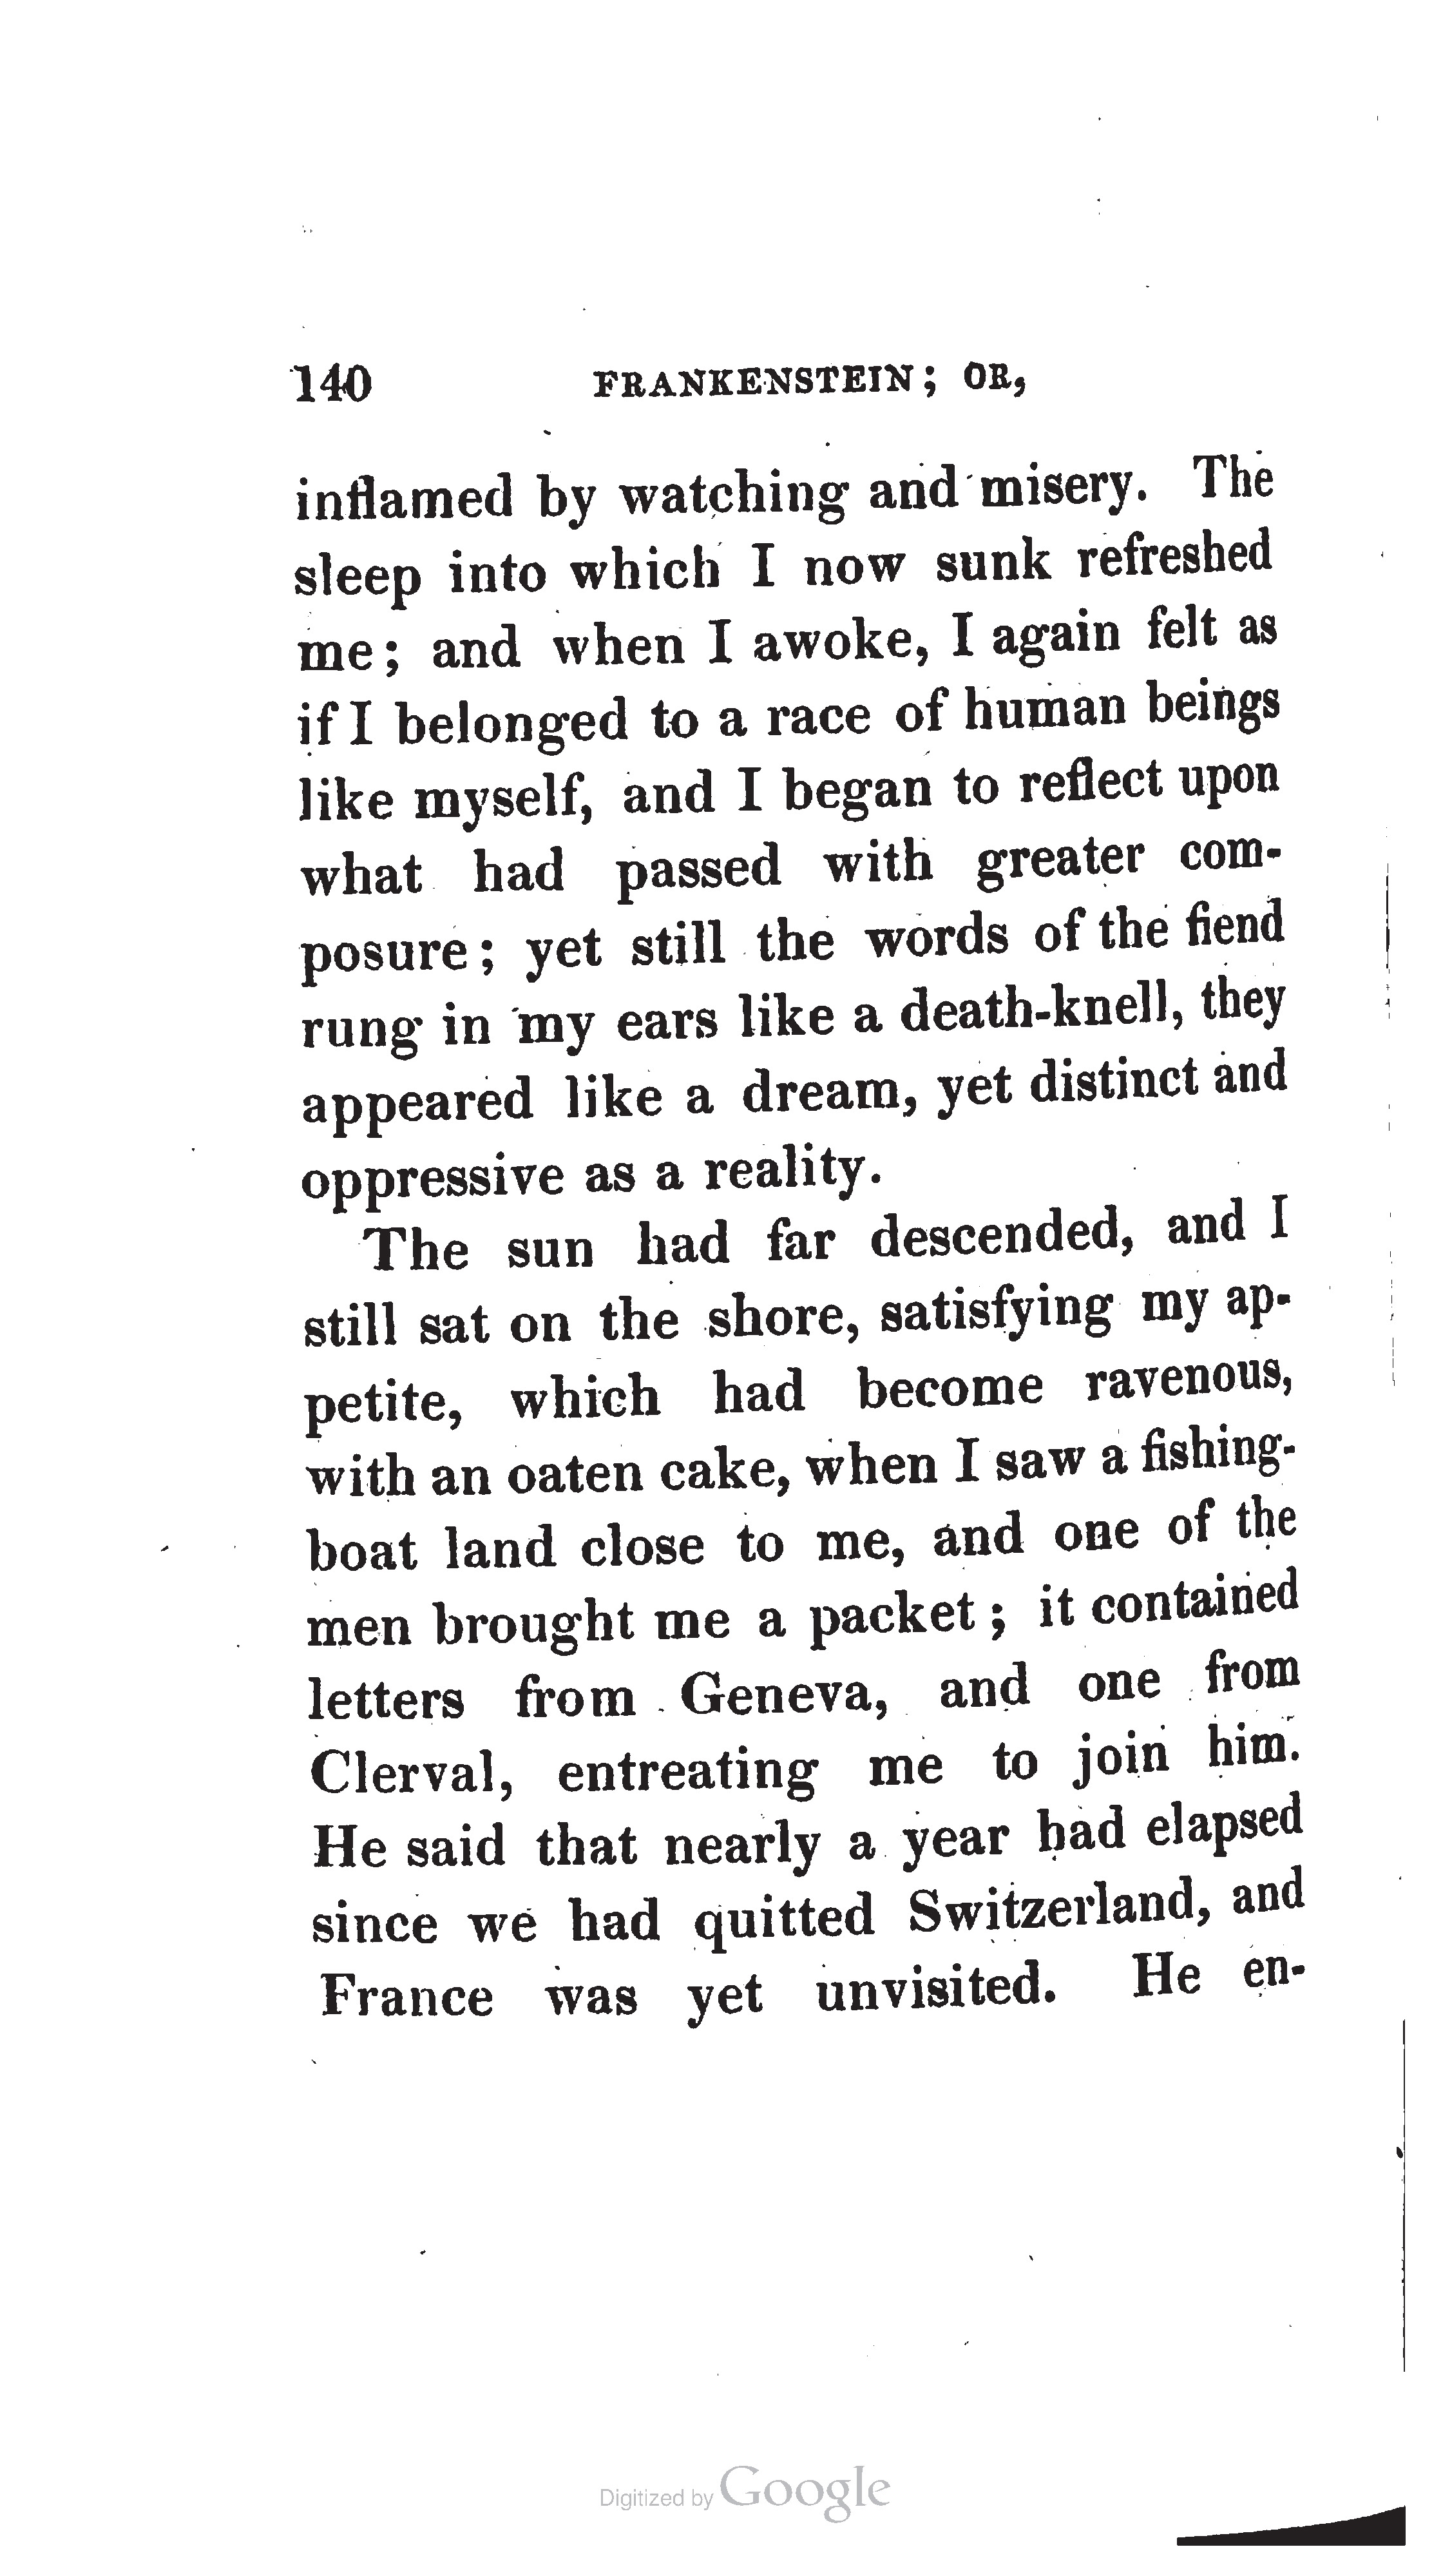 140 FRANKENSTEIN; OR,
inflamed by watching and misery. The
sleep into which I now sunk refreshed
me; and when I awoke, I again felt as
if I belonged to a race of human beings
like myself, and I began to reflect upon
what had passed with greater com-
posure; yet still the words of the fiend
rung in my ears like a death-knell, they
appeared like a dream, yet distinct and
oppressive as a reality.
The sun had far descended, and I
still sat on the shore, satisfying my ap-
petite, which had become ravenous,
with an oaten cake, when I saw a fishing-
boat land close to me, and one of the
men brought me a packet; it contained
letters from Geneva, and one from
Clerval, entreating me to join him.
He said that nearly a year had elapsed
since we had quitted Switzerland, and
France was yet unvisited. He en-
Digitized by Google